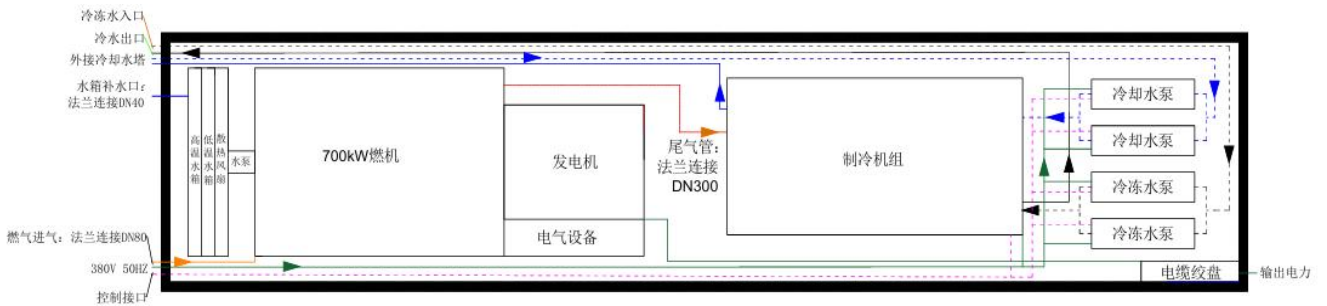 冷冻水入口
冷水出口
外接冷却水塔
水箱补水口:
法兰连接DN40
高温水箱
低温水箱
散热风扇
水泵
700kW燃机
发电机
电气设备
尾气管:
法兰连接
DN300
制冷机组
冷却水泵
冷却水泵
冷冻水泵
冷冻水泵
燃气进气: 法兰连接DN80
380V 50HZ
控制接口
电缆绞盘
输出电力